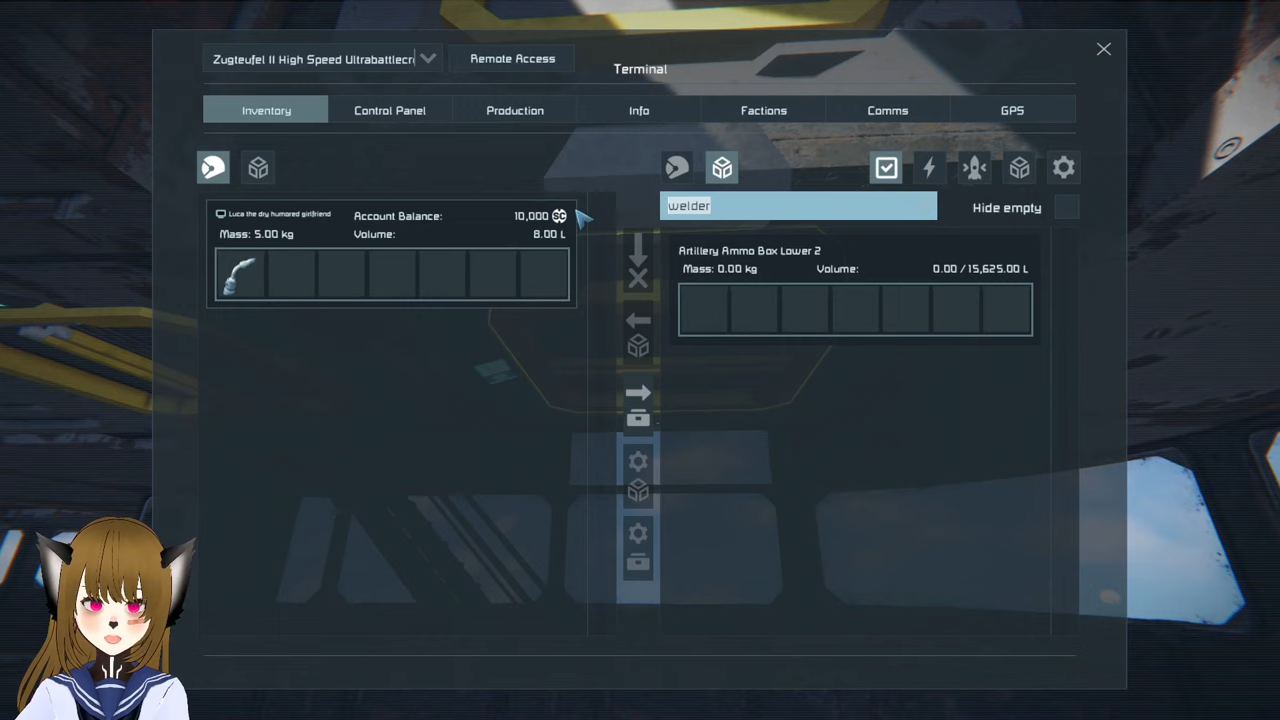 Zugteufel II High Speed Ultrabattlecr
Remote Access
Terminal
Inventory
Control Panel
Production
Info
Factions
Comms
GPS
welder
Hide empty
Luca the dry humored girlfriend
Account Balance:
10,000 SC
Mass: 5.00 kg
Volume:
8.00 L
Artillery Ammo Box Lower 2
Mass: 0.00 kg
Volume:
0.00 / 15,625.00 L